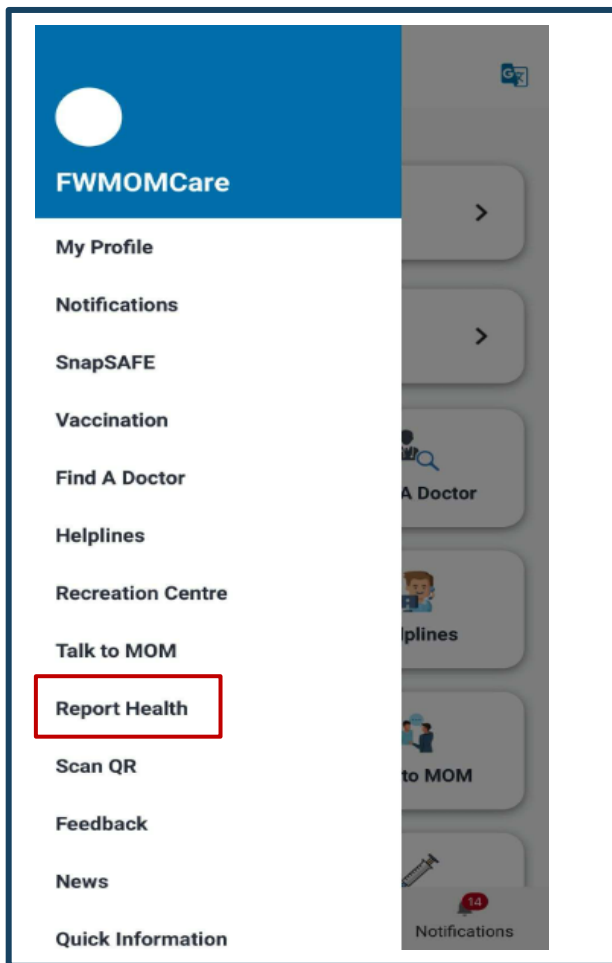 FWMOMCare
My Profile
Notifications
SnapSAFE
Vaccination
Find A Doctor
Helplines
Recreation Centre
Talk to MOM
Report Health
Scan QR
Feedback
News
Quick Information
G
A Doctor
plines
to MOM
14
Notifications